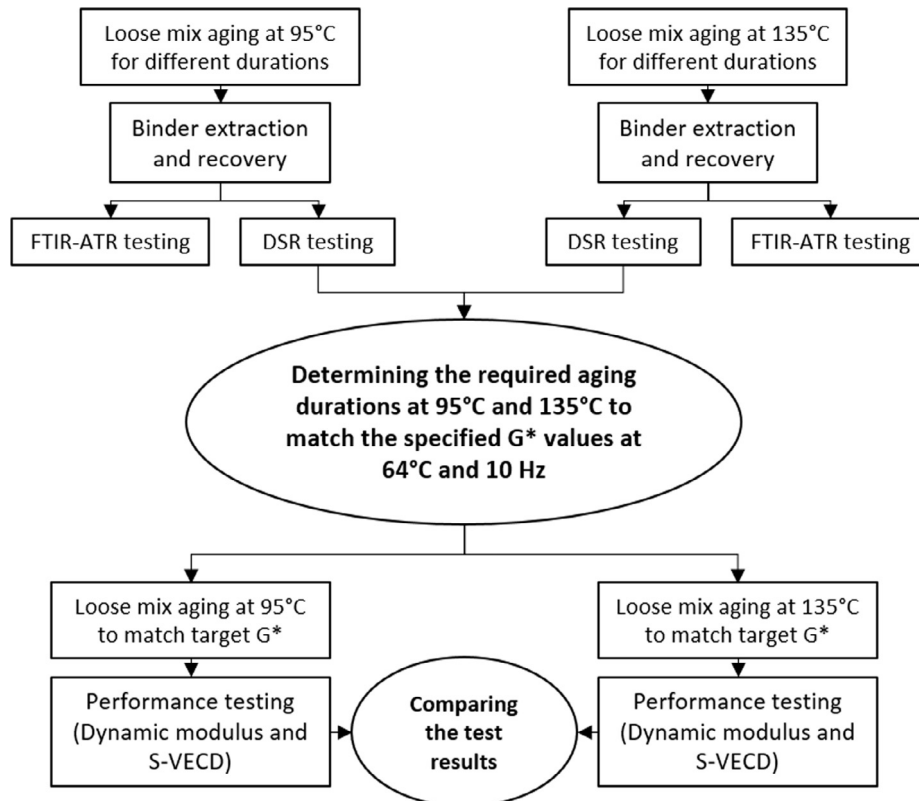 Loose mix aging at 95°C
for different durations
Loose mix aging at 135°C
for different durations
Binder extraction
and recovery
Binder extraction
and recovery
FTIR-ATR testing
DSR testing
DSR testing
FTIR-ATR testing
Determining the required aging
durations at 95°C and 135°C to
match the specified G* values at
64°C and 10 Hz
Loose mix aging at 95°C
to match target G*
Loose mix aging at 135°C
to match target G*
Performance testing
(Dynamic modulus and
S-VECD)
Comparing
the test
results
Performance testing
(Dynamic modulus and
S-VECD)